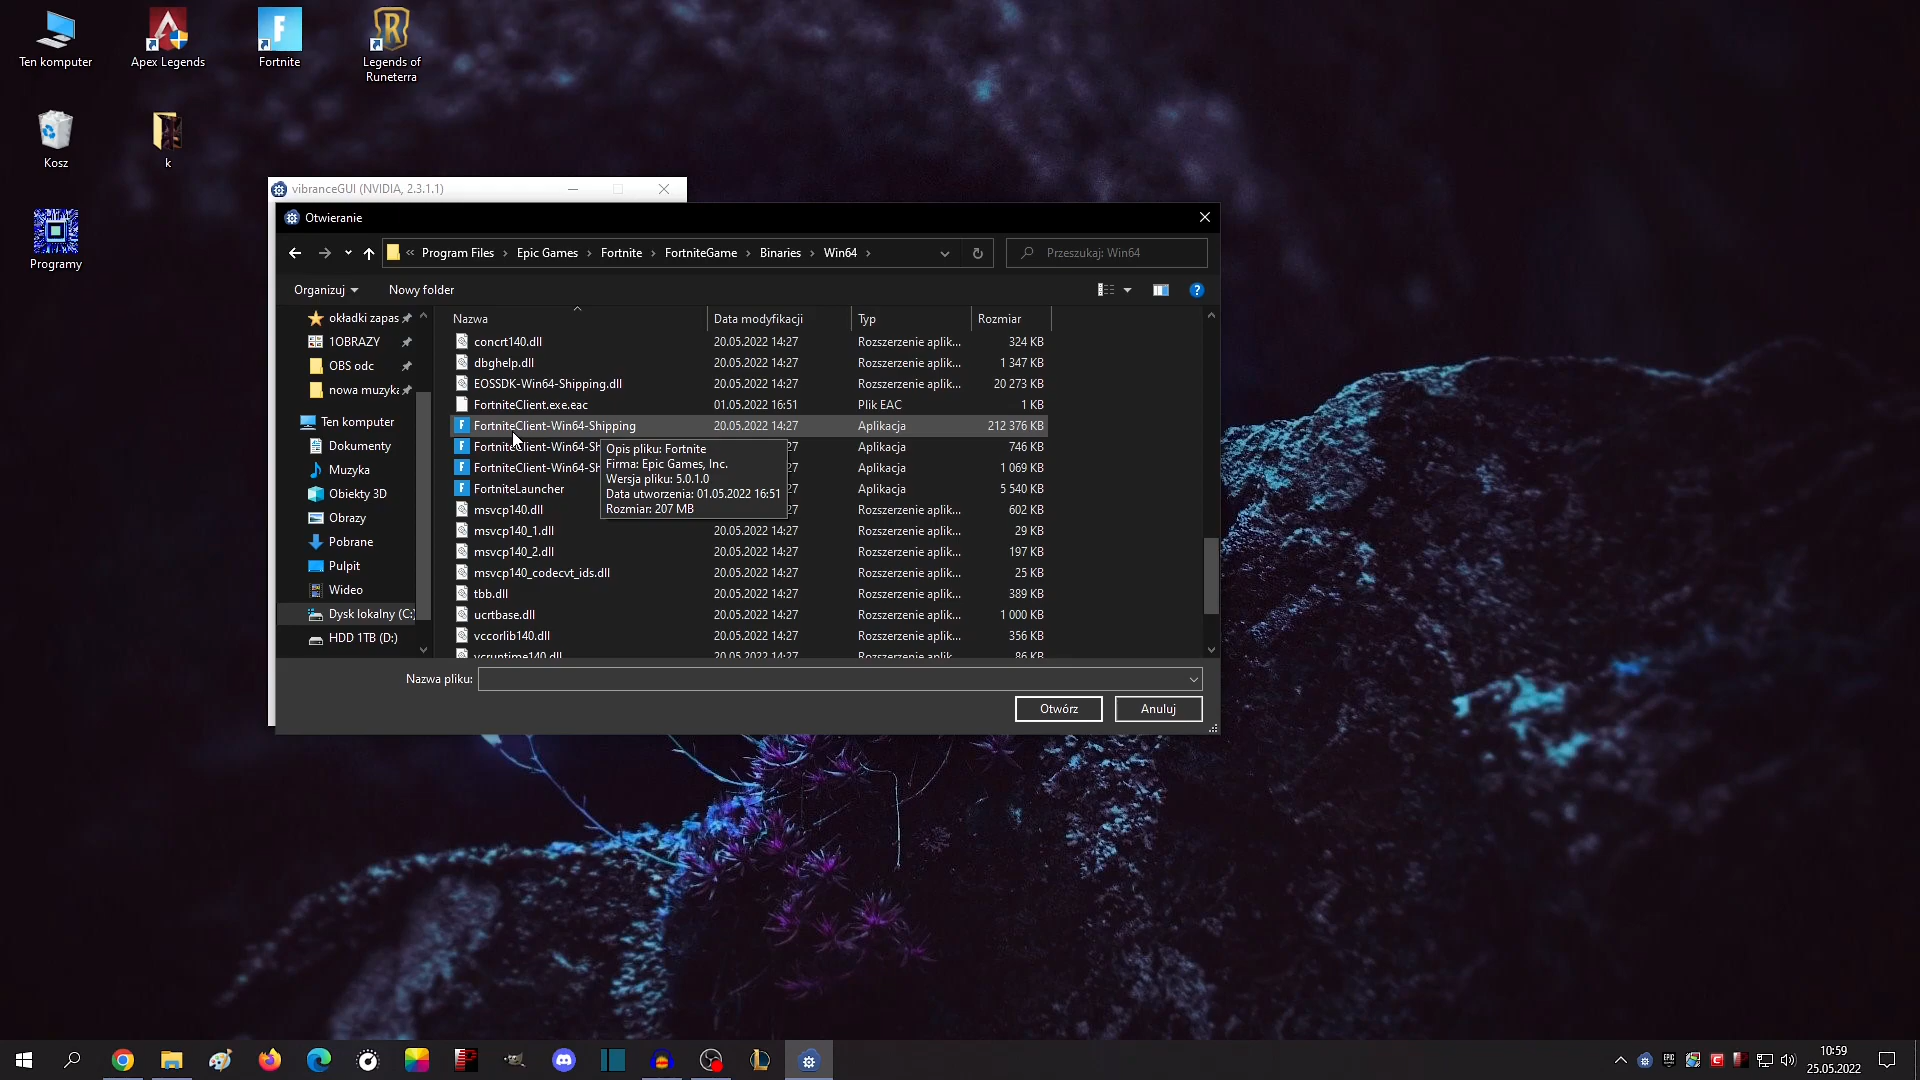 Ten komputer
Apex Legends
Fortnite
Legends of
Runeterra
Kosz
k
Programy
vibranceGUI (NVIDIA, 2.3.1.1)
Otwieranie
« Program Files > Epic Games > Fortnite > FortniteGame > Binaries > Win64 >
Przeszukaj: Win64
Organizuj
Nowy folder
okładki zapas
1OBRAZY
OBS odc
nowa muzyka
Ten komputer
Dokumenty
Muzyka
Obiekty 3D
Obrazy
Pobrane
Pulpit
Wideo
Dysk lokalny (C:)
HDD 1TB (D:)
Nazwa Data modyfikacji Typ Rozmiar
concrt140.dll 20.05.2022 14:27 Rozszerzenie aplik... 324 KB
dbghelp.dll 20.05.2022 14:27 Rozszerzenie aplik... 1 347 KB
EOSSDK-Win64-Shipping.dll 20.05.2022 14:27 Rozszerzenie aplik... 20 273 KB
FortniteClient.exe.eac 01.05.2022 16:51 Plik EAC 1 KB
FortniteClient-Win64-Shipping 20.05.2022 14:27 Aplikacja 212 376 KB
FortniteClient-Win64-Sh 27 Aplikacja 746 KB
FortniteClient-Win64-Sh 27 Aplikacja 1 069 KB
FortniteLauncher 27 Aplikacja 5 540 KB
msvcp140.dll 27 Rozszerzenie aplik... 602 KB
msvcp140_1.dll 20.05.2022 14:27 Rozszerzenie aplik... 29 KB
msvcp140_2.dll 20.05.2022 14:27 Rozszerzenie aplik... 197 KB
msvcp140_codecvt_ids.dll 20.05.2022 14:27 Rozszerzenie aplik... 25 KB
tbb.dll 20.05.2022 14:27 Rozszerzenie aplik... 389 KB
ucrtbase.dll 20.05.2022 14:27 Rozszerzenie aplik... 1 000 KB
vccorlib140.dll 20.05.2022 14:27 Rozszerzenie aplik... 356 KB
vcruntime140.dll 20.05.2022 14:27 Rozszerzenie aplik... 86 KB
Opis pliku: Fortnite
Firma: Epic Games, Inc.
Wersja pliku: 5.0.1.0
Data utworzenia: 01.05.2022 16:51
Rozmiar: 207 MB
Nazwa pliku:
Otwórz
Anuluj
10:59
25.05.2022